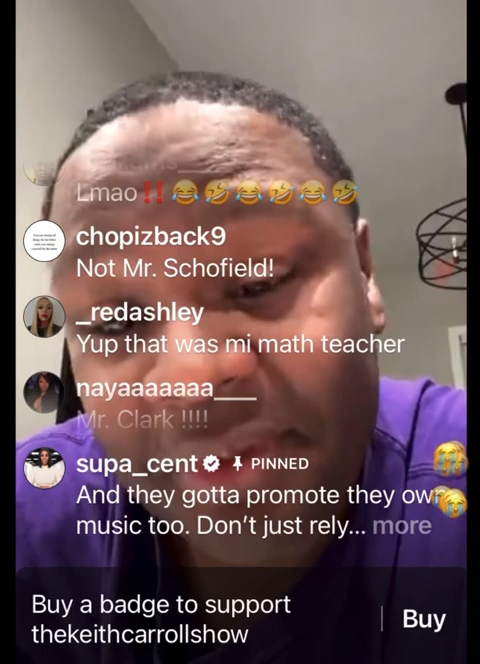 Lmao‼️😂🤣😂🤣😂🤣
chopizback9
Not Mr. Schofield!
_redashley
Yup that was mi math teacher
nayaaaaaaa___
Mr. Clark !!!!
supa_cent PINNED
And they gotta promote they own
music too. Don't just rely... more
Buy a badge to support
thekeithcarrollshow
Buy